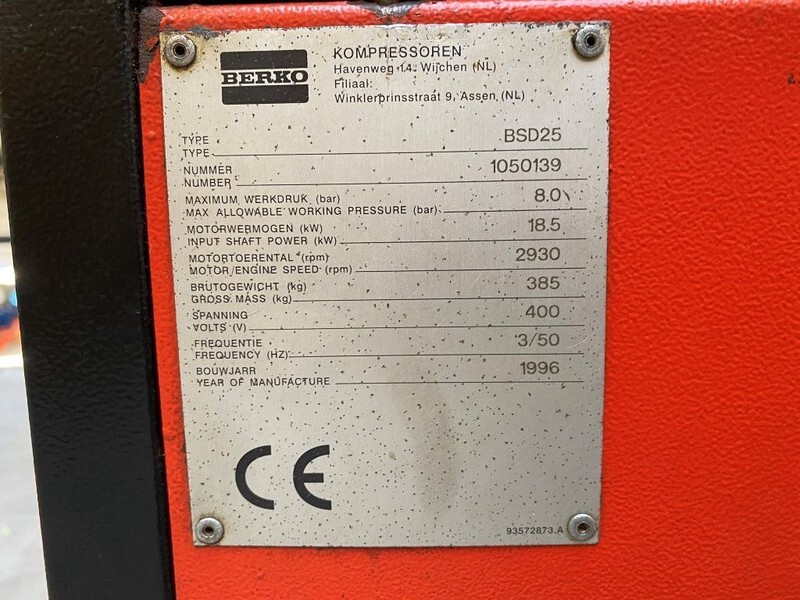 BERKO
KOMPRESSOREN
Havenweg 14. Wijchen (NL)
Filiaal:
Winklerprinsstraat 9, Assen (NL)
TYPE
TYPE BSD25
NUMMER
NUMBER 1050139
MAXIMUM WERKDRUK (bar)
MAX ALLOWABLE WORKING PRESSURE (bar) 8.0
MOTORWERMOGEN (kW)
INPUT SHAFT POWER (kW) 18.5
MOTORTOERENTAL (rpm)
MOTOR/ENGINE SPEED (rpm) 2930
BRUTOGEWICHT (kg)
GROSS MASS (kg) 385
SPANNING
VOLTS (V) 400
FREQUENTIE
FREQUENCY (HZ) 3/50
BOUWJARR
YEAR OF MANUFACTURE 1996
CE
93572873.A